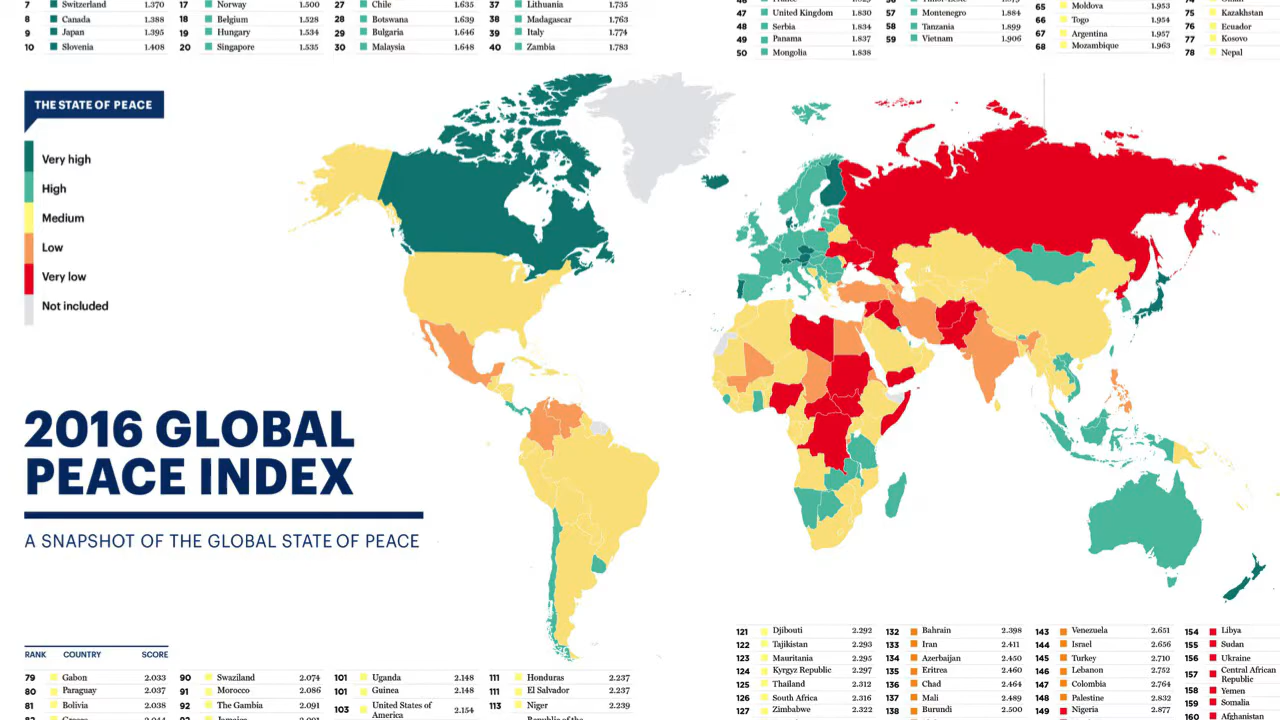 7 Switzerland 1.370
8 Canada 1.388
9 Japan 1.395
10 Slovenia 1.408
17 Norway 1.500
18 Belgium 1.528
19 Hungary 1.534
20 Singapore 1.535
27 Chile 1.635
28 Botswana 1.639
29 Bulgaria 1.646
30 Malaysia 1.648
37 Lithuania 1.735
38 Madagascar 1.763
39 Italy 1.774
40 Zambia 1.783
47 United Kingdom 1.830
48 Serbia 1.834
49 Panama 1.837
50 Mongolia 1.838
57 Montenegro 1.884
58 Tanzania 1.899
59 Vietnam 1.906
65 Moldova 1.953
66 Togo 1.954
67 Argentina 1.957
68 Mozambique 1.963
75 Kazakhstan
76 Ecuador
77 Kosovo
78 Nepal
THE STATE OF PEACE
Very high
High
Medium
Low
Very low
Not included
2016 GLOBAL
PEACE INDEX
A SNAPSHOT OF THE GLOBAL STATE OF PEACE
RANK COUNTRY SCORE
79 Gabon 2.033
80 Paraguay 2.037
81 Bolivia 2.038
82 Greece 2.044
90 Swaziland 2.074
91 Morocco 2.086
92 The Gambia 2.091
101 Uganda 2.148
101 Guinea 2.148
103 United States of
America 2.154
111 Honduras 2.237
111 El Salvador 2.237
113 Niger 2.239
Republic of the
121 Djibouti 2.292
122 Tajikistan 2.293
123 Mauritania 2.295
124 Kyrgyz Republic 2.297
125 Thailand 2.312
126 South Africa 2.316
127 Zimbabwe 2.322
132 Bahrain 2.398
133 Iran 2.411
134 Azerbaijan 2.450
135 Eritrea 2.460
136 Chad 2.464
137 Mali 2.489
138 Burundi 2.500
143 Venezuela 2.651
144 Israel 2.656
145 Turkey 2.710
146 Lebanon 2.752
147 Colombia 2.764
148 Palestine 2.832
149 Nigeria 2.877
154 Libya
155 Sudan
156 Ukraine
157 Central African
Republic
158 Yemen
159 Somalia
160 Afghanistan